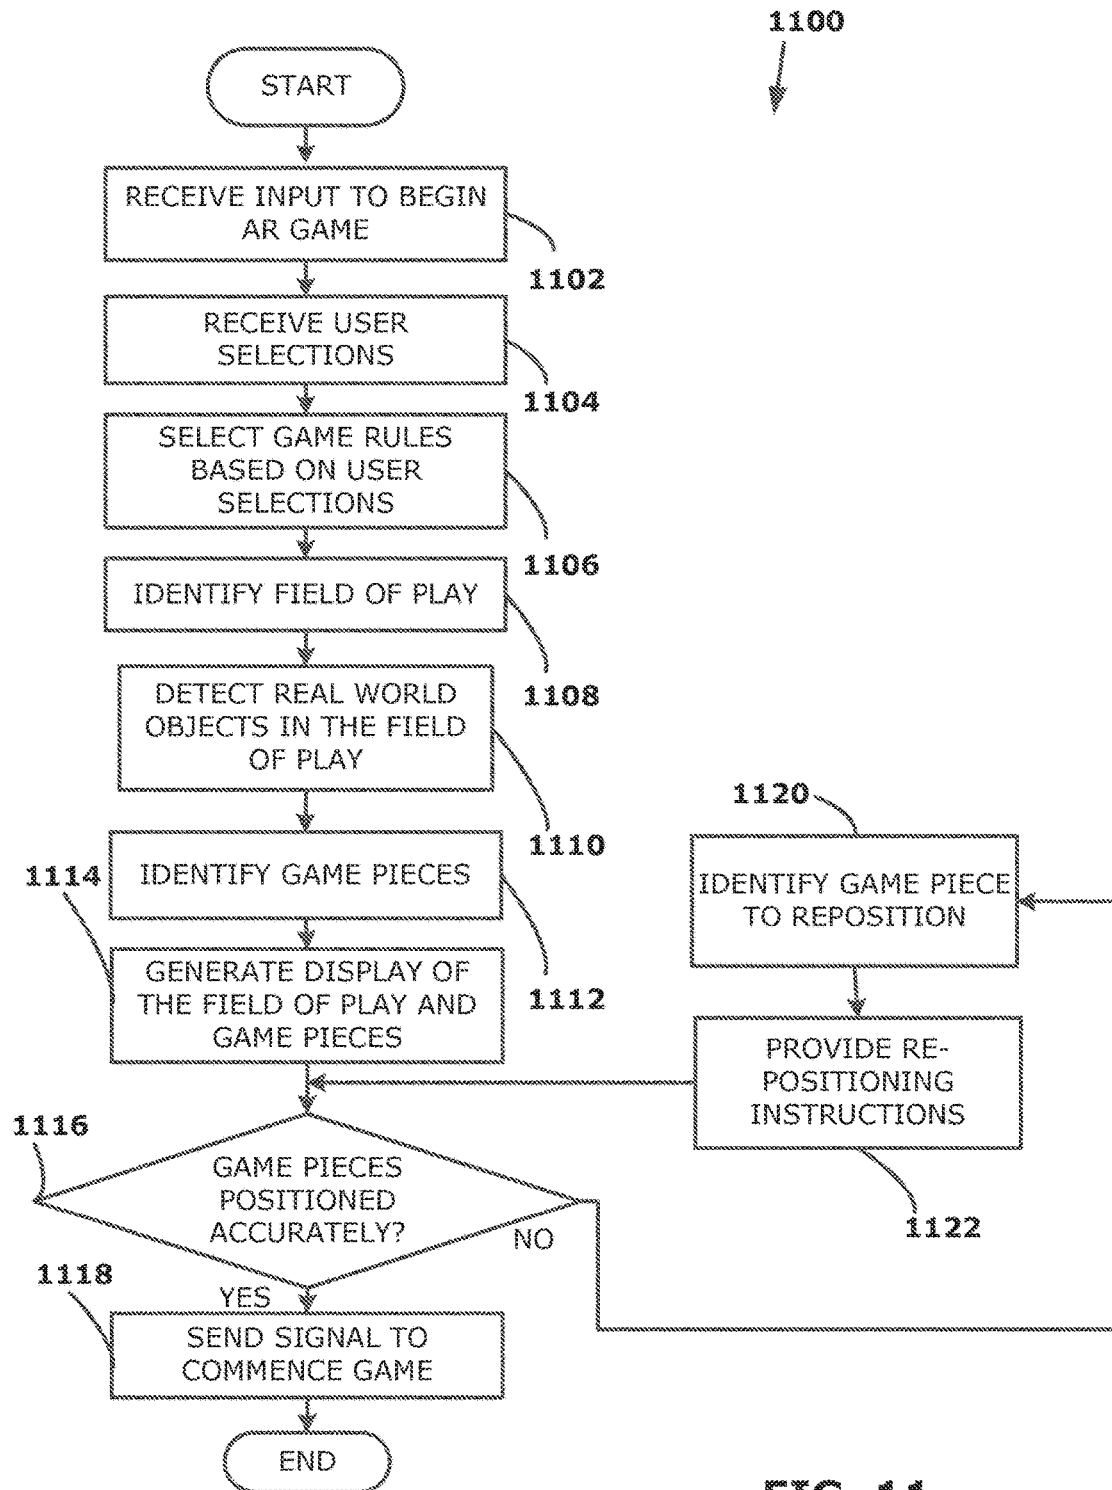 1100
START
RECEIVE INPUT TO BEGIN
AR GAME
1102
RECEIVE USER
SELECTIONS
1104
SELECT GAME RULES
BASED ON USER
SELECTIONS
1106
IDENTIFY FIELD OF PLAY
1108
DETECT REAL WORLD
OBJECTS IN THE FIELD
OF PLAY
1110
IDENTIFY GAME PIECES
1112
1114
GENERATE DISPLAY OF
THE FIELD OF PLAY AND
GAME PIECES
1116
GAME PIECES
POSITIONED
ACCURATELY?
NO
YES
1118
SEND SIGNAL TO
COMMENCE GAME
END
1120
IDENTIFY GAME PIECE
TO REPOSITION
PROVIDE RE-
POSITIONING
INSTRUCTIONS
1122
FIG. 11